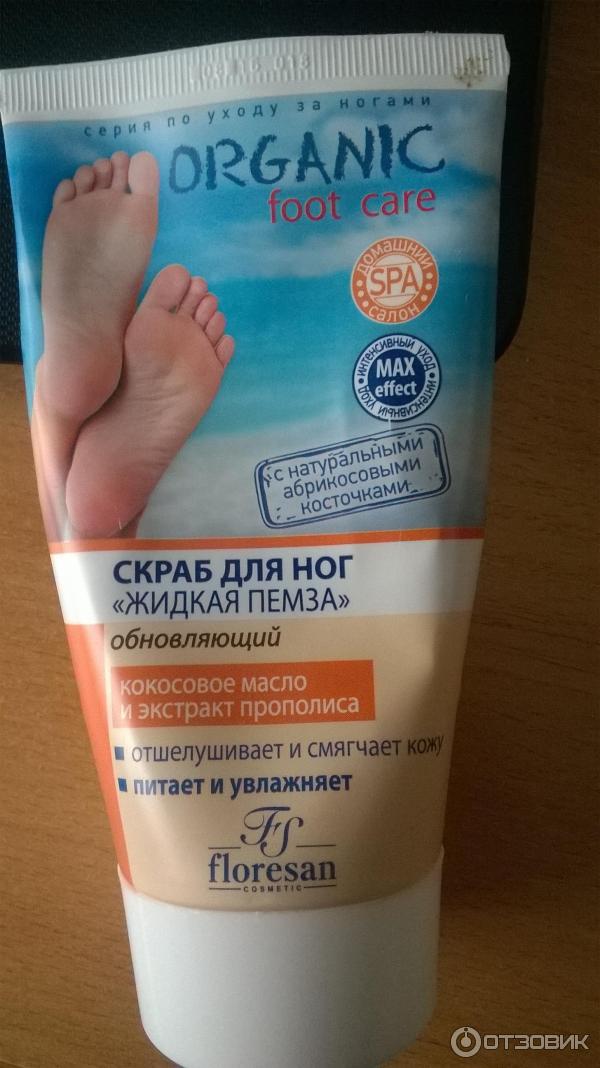 серия по уходу за ногами
ORGANIC
foot care
домашний
SPA
салон
интенсивный уход
MAX
effect
интенсивный уход
с натуральными
абрикосовыми
косточками
СКРАБ ДЛЯ НОГ
«ЖИДКАЯ ПЕМЗА»
обновляющий
кокосовое масло
и экстракт прополиса
▪ отшелушивает и смягчает кожу
▪ питает и увлажняет
FS
floresan
COSMETIC
ОТЗОВИК